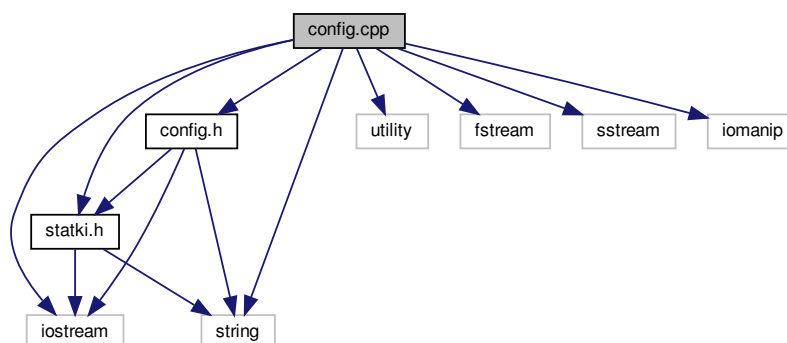 config.cpp
config.h
utility
fstream
sstream
iomanip
statki.h
iostream
string